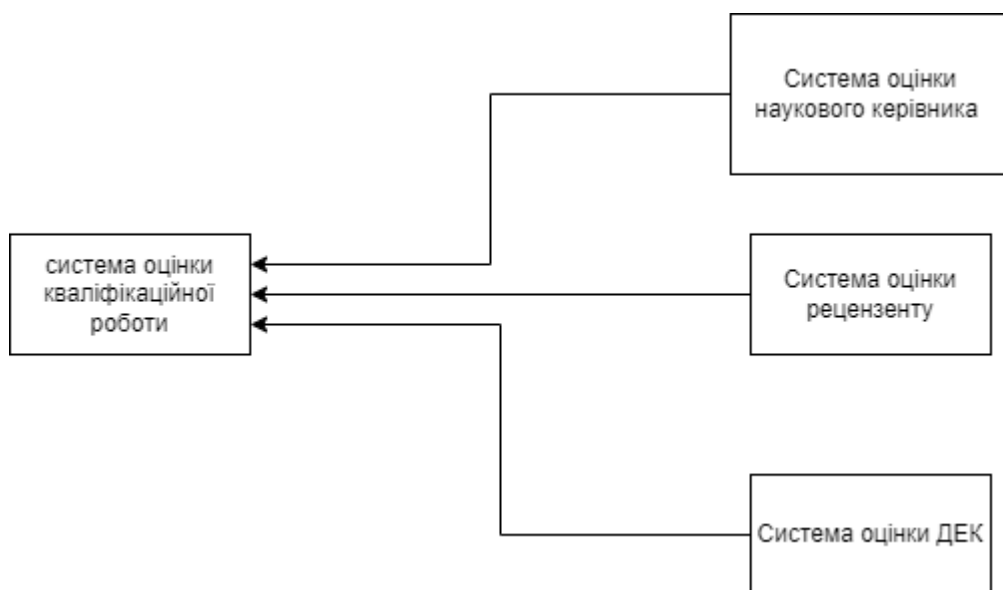 Система оцінки
наукового керівника
система оцінки
кваліфікаційної
роботи
Система оцінки
рецензенту
Система оцінки ДЕК